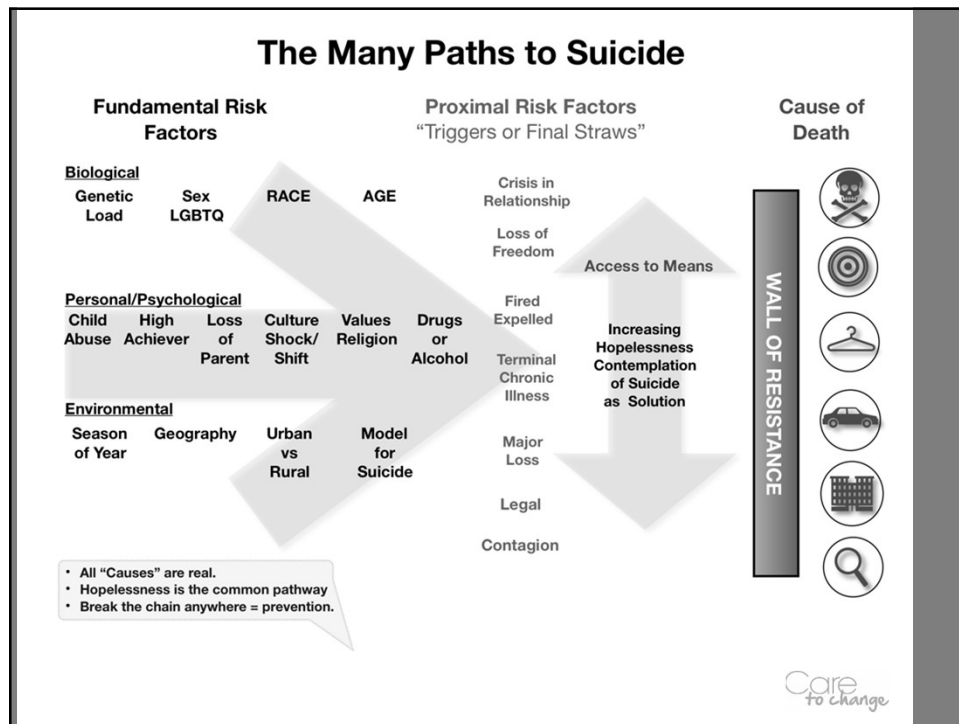 The Many Paths to Suicide
Fundamental Risk
Factors
Proximal Risk Factors
“Triggers or Final Straws”
Cause of
Death
Biological
Genetic
Load
Sex
LGBTQ
RACE
AGE
Personal/Psychological
Child
Abuse
High
Achiever
Loss
of
Parent
Culture
Shock/
Shift
Values
Religion
Drugs
or
Alcohol
Environmental
Season
of Year
Geography
Urban
vs
Rural
Model
for
Suicide
Crisis in
Relationship
Loss of
Freedom
Fired
Expelled
Terminal
Chronic
Illness
Major
Loss
Legal
Contagion
Access to Means
Increasing
Hopelessness
Contemplation
of Suicide
as Solution
WALL OF RESISTANCE
• All “Causes” are real.
• Hopelessness is the common pathway
• Break the chain anywhere = prevention.
Care
to change